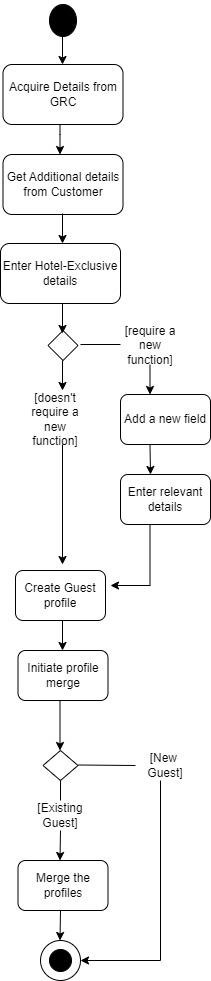 Acquire Details from
GRC
Get Additional details
from Customer
Enter Hotel-Exclusive
details
[require a
new
function]
[doesn't
require a
new
function]
Add a new field
Enter relevant
details
Create Guest
profile
Initiate profile
merge
[New
Guest]
[Existing
Guest]
Merge the
profiles